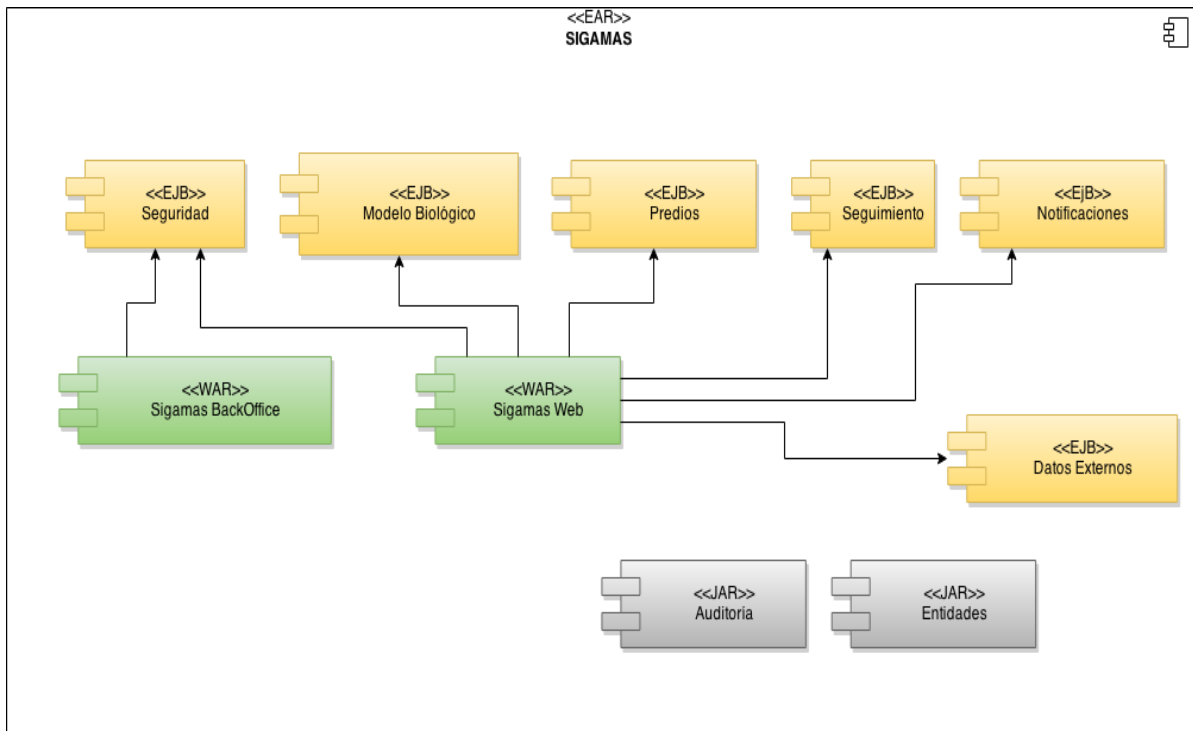 <<EAR>>
SIGAMAS
<<EJB>>
Seguridad
<<EJB>>
Modelo Biológico
<<EJB>>
Predios
<<EJB>>
Seguimiento
<<EjB>>
Notificaciones
<<WAR>>
Sigamas BackOffice
<<WAR>>
Sigamas Web
<<EJB>>
Datos Externos
<<JAR>>
Auditoria
<<JAR>>
Entidades